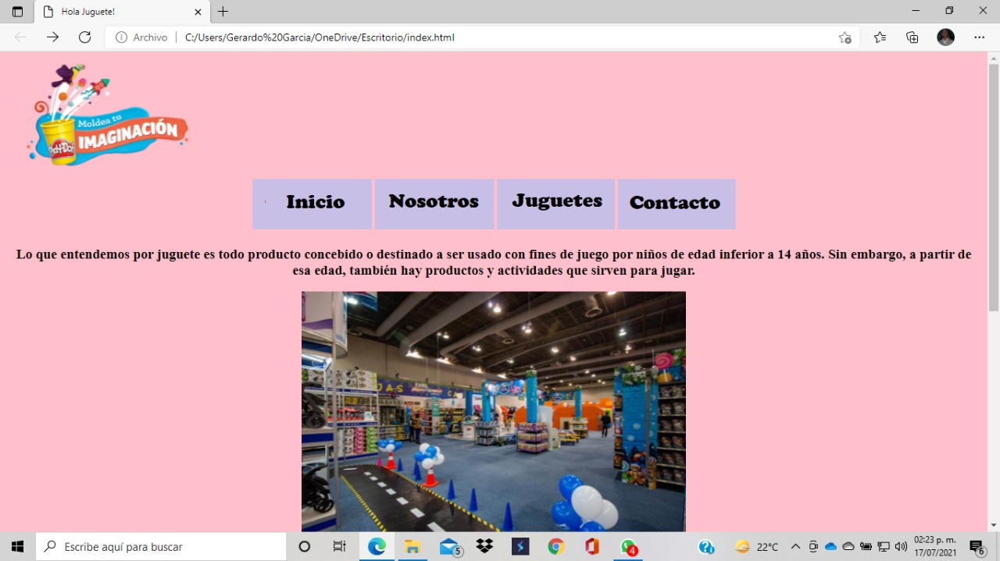 Hola Juguete!
Archivo
C:/Users/Gerardo%20Garcia/OneDrive/Escritorio/index.html
Moldea tu
IMAGINACIÓN
PLAY-DOH
Inicio
Nosotros
Juguetes
Contacto
Lo que entendemos por juguete es todo producto concebido o destinado a ser usado con fines de juego por niños de edad inferior a 14 años. Sin embargo, a partir de
esa edad, también hay productos y actividades que sirven para jugar.
Escribe aquí para buscar
5
4
22°C
02:23 p. m.
17/07/2021
6